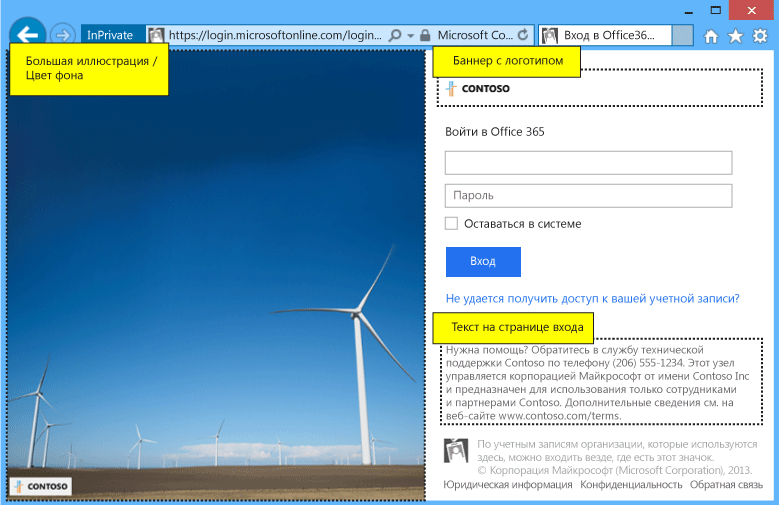 InPrivate
https://login.microsoftonline.com/login...
Microsoft Co...
Вход в Office36...
Большая иллюстрация /
Цвет фона
Баннер с логотипом
CONTOSO
Войти в Office 365
Пароль
Оставаться в системе
Вход
Не удается получить доступ к вашей учетной записи?
Текст на странице входа
Нужна помощь? Обратитесь в службу технической
поддержки Contoso по телефону (206) 555-1234. Этот узел
управляется корпорацией Майкрософт от имени Contoso Inc
и предназначен для использования только сотрудниками
и партнерами Contoso. Дополнительные сведения см. на
веб-сайте www.contoso.com/terms.
По учетным записям организации, которые используются
здесь, можно входить везде, где есть этот значок.
© Корпорация Майкрософт (Microsoft Corporation), 2013.
Юридическая информация Конфиденциальность Обратная связь
CONTOSO